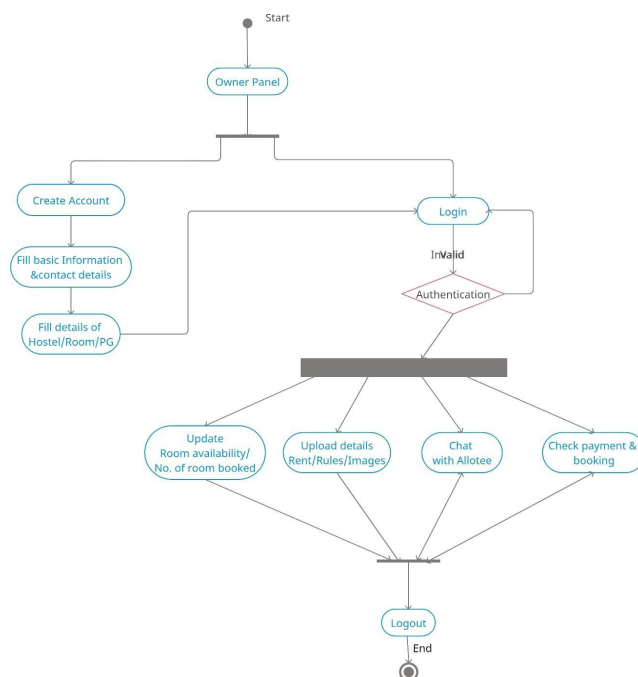 Start
Owner Panel
Create Account
Login
Fill basic Information
&contact details
Invalid
Valid
Authentication
Fill details of
Hostel/Room/PG
Update
Room availability/
No. of room booked
Upload details
Rent/Rules/Images
Chat
with Allotee
Check payment &
booking
Logout
End